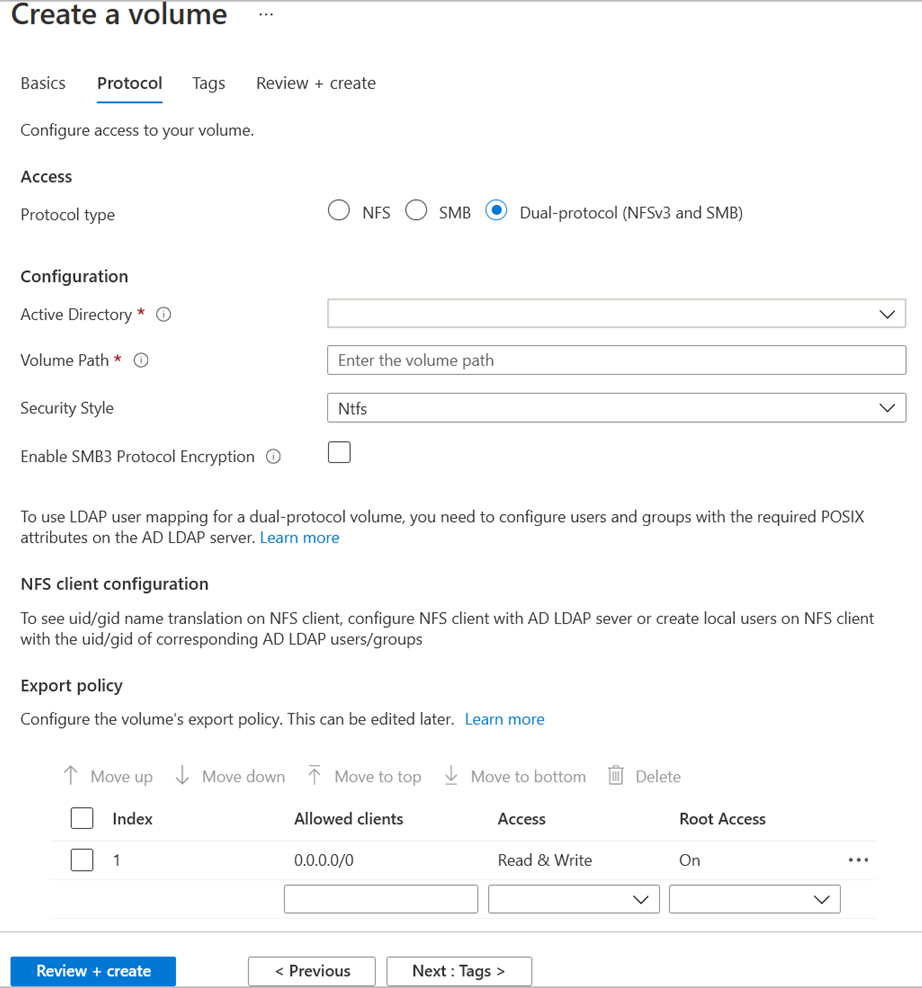 Create a volume ...
Basics Protocol Tags Review + create
Configure access to your volume.
Access
Protocol type NFS SMB Dual-protocol (NFSv3 and SMB)
Configuration
Active Directory *
Volume Path * Enter the volume path
Security Style Ntfs
Enable SMB3 Protocol Encryption
To use LDAP user mapping for a dual-protocol volume, you need to configure users and groups with the required POSIX
attributes on the AD LDAP server. Learn more
NFS client configuration
To see uid/gid name translation on NFS client, configure NFS client with AD LDAP sever or create local users on NFS client
with the uid/gid of corresponding AD LDAP users/groups
Export policy
Configure the volume's export policy. This can be edited later. Learn more
Move up Move down Move to top Move to bottom Delete
Index Allowed clients Access Root Access
1 0.0.0.0/0 Read & Write On ...
Review + create < Previous Next : Tags >